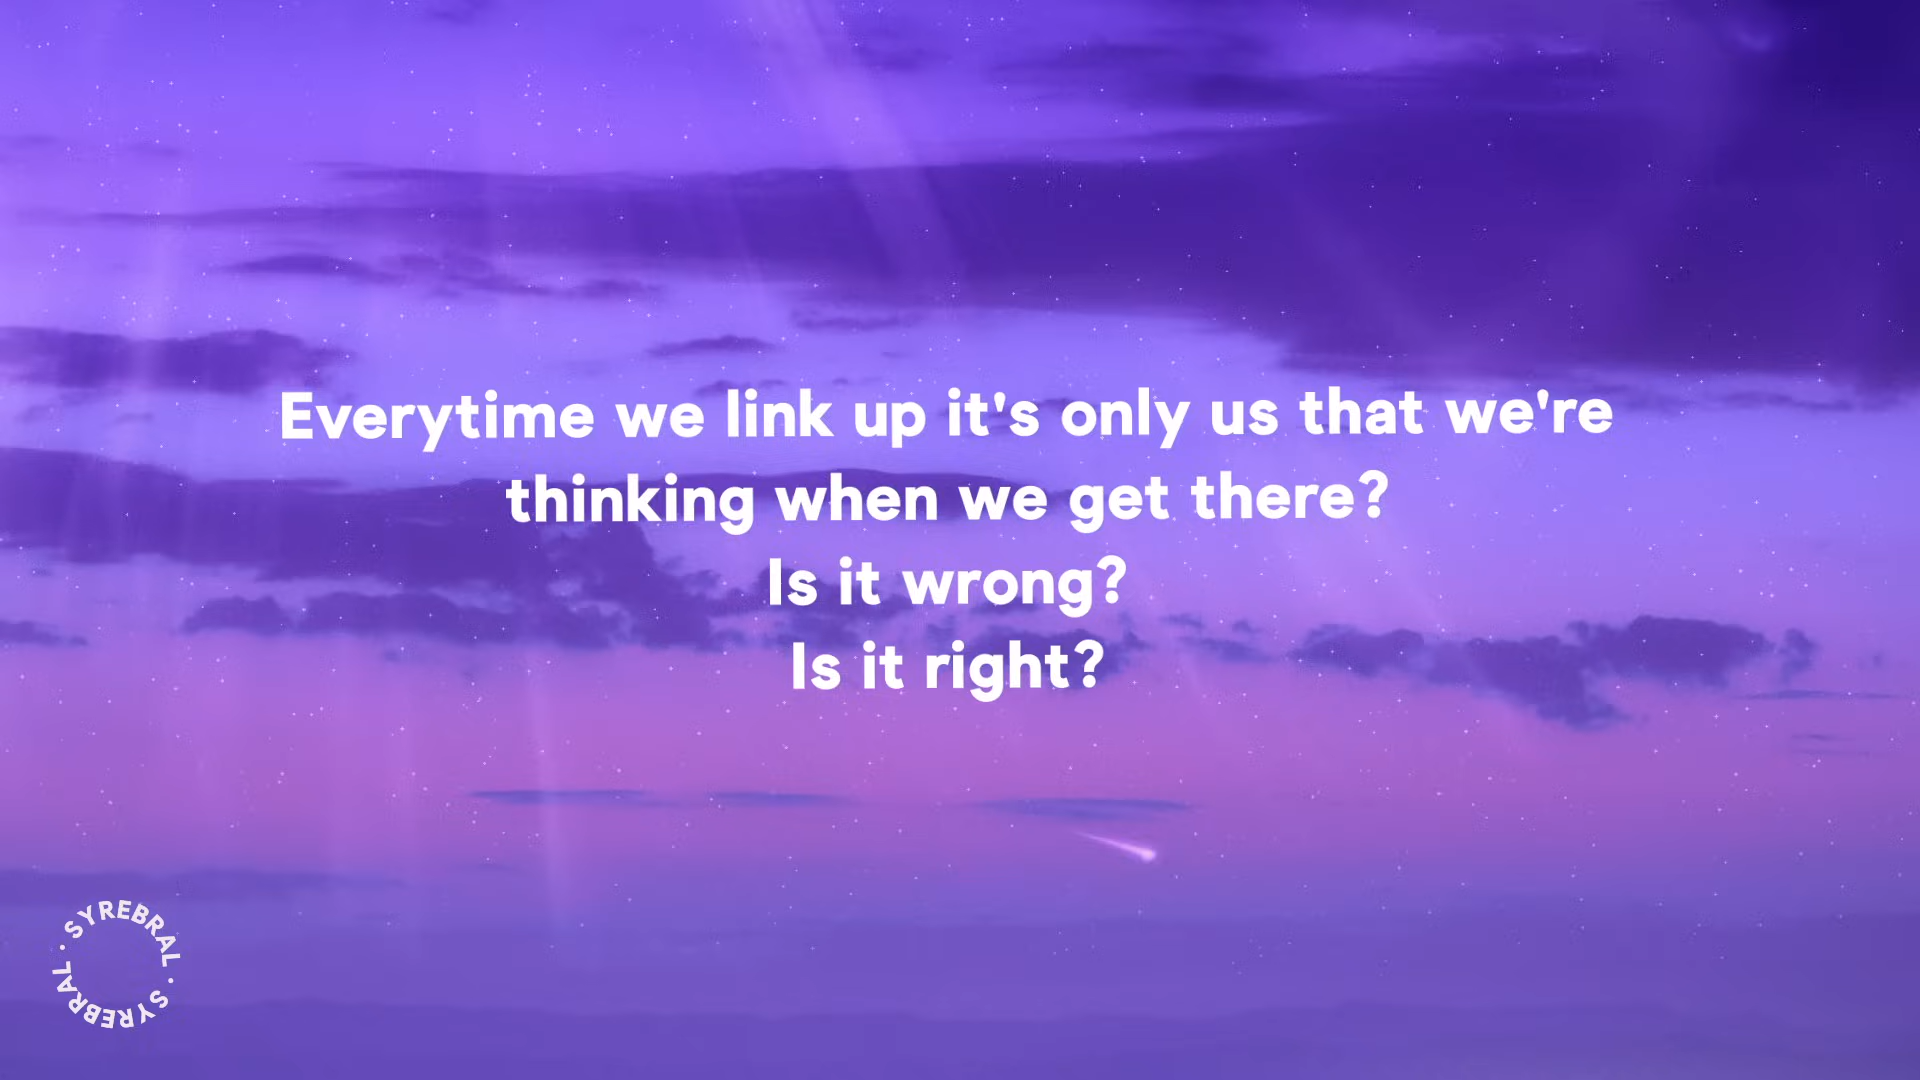 Everytime we link up it's only us that we're
thinking when we get there?
Is it wrong?
Is it right?
SYREBRAL · SYREBRAL ·